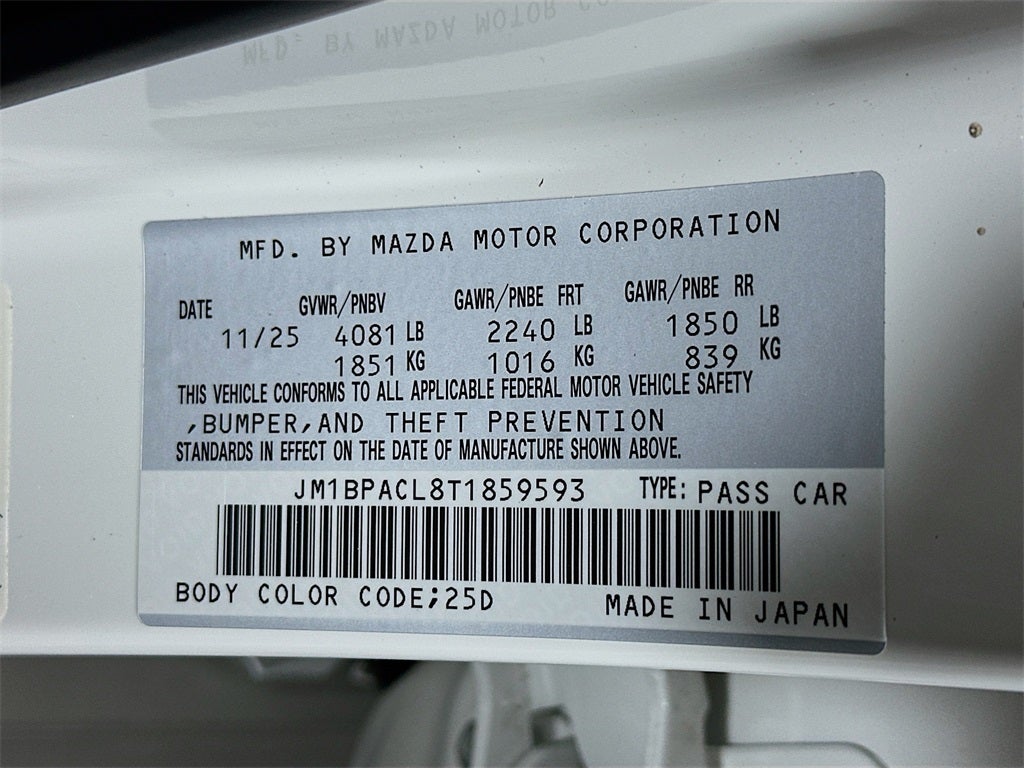 MFD. BY MAZDA MOTOR CORPORATION
DATE GVWR/PNBV GAWR/PNBE FRT GAWR/PNBE RR
11/25 4081 LB 2240 LB 1850 LB
1851 KG 1016 KG 839 KG
THIS VEHICLE CONFORMS TO ALL APPLICABLE FEDERAL MOTOR VEHICLE SAFETY
,BUMPER,AND THEFT PREVENTION
STANDARDS IN EFFECT ON THE DATE OF MANUFACTURE SHOWN ABOVE.
JM1BPACL8T1859593 TYPE: PASS CAR
BODY COLOR CODE;25D MADE IN JAPAN